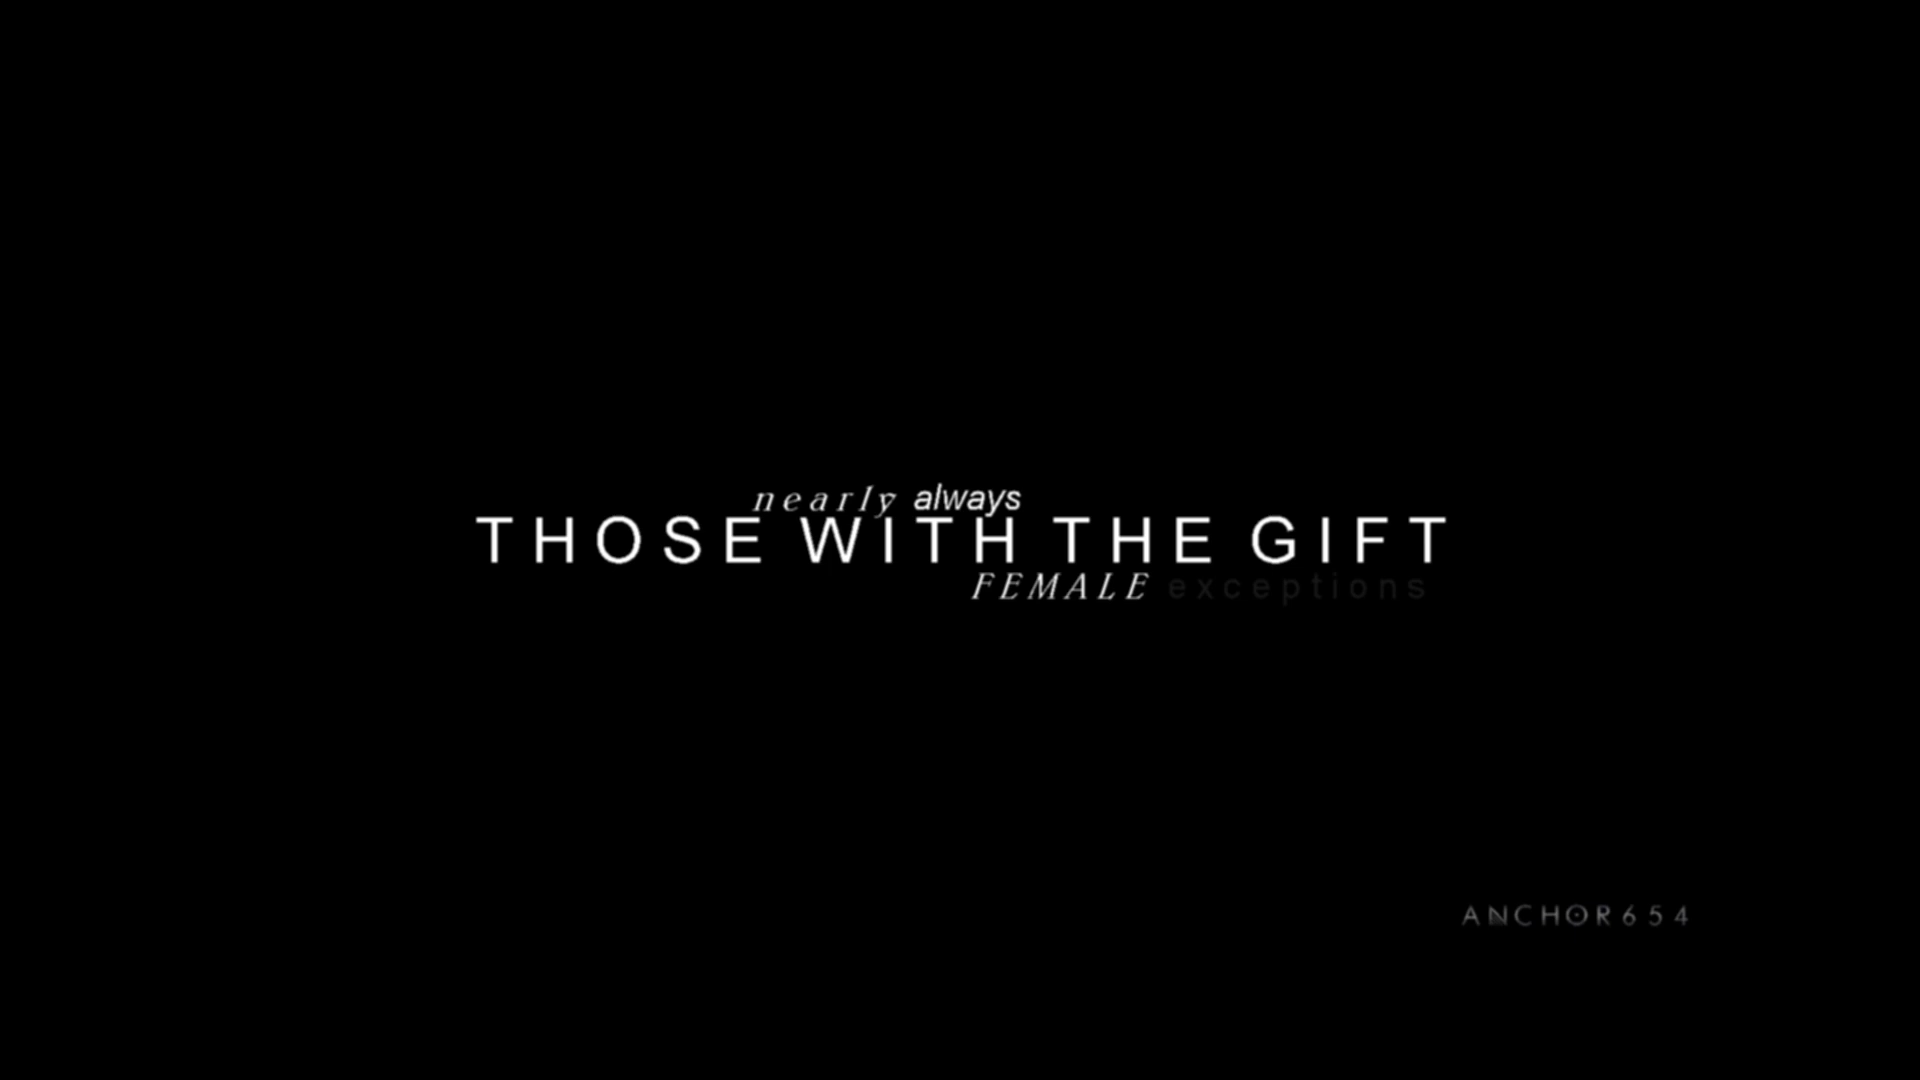 nearly always
THOSE WITH THE GIFT
FEMALE exceptions
ANCHOR654